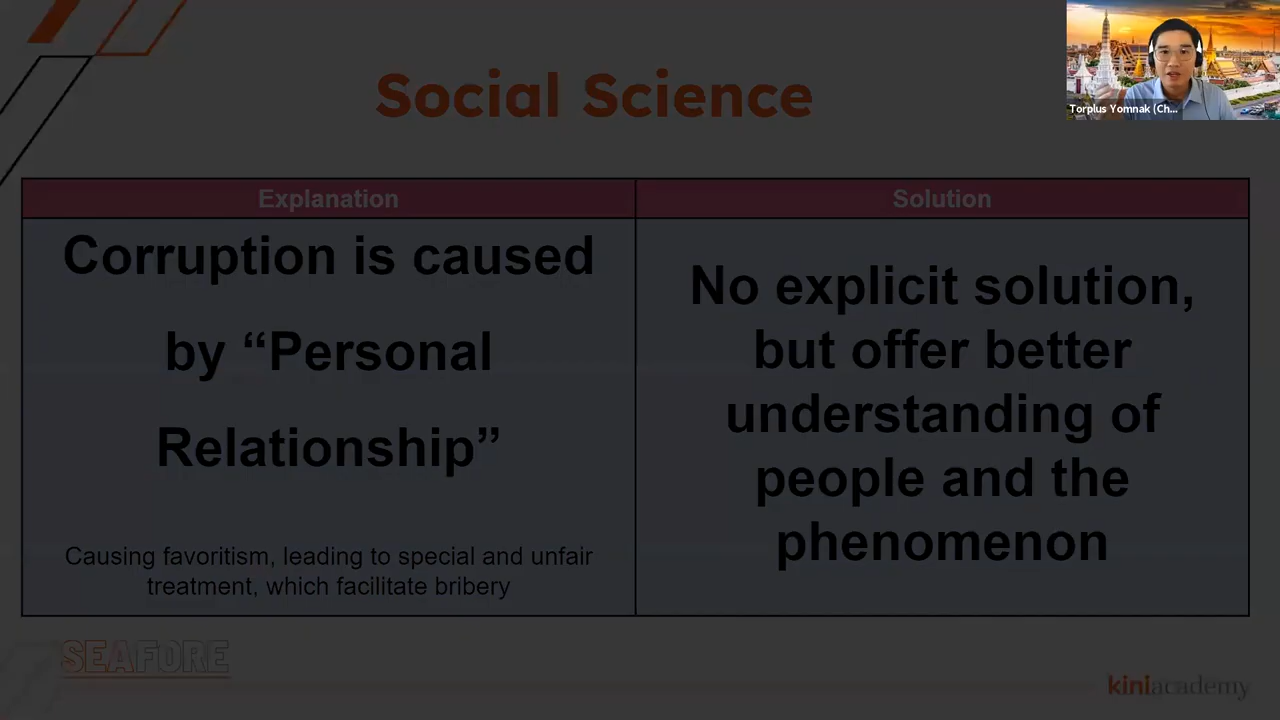 Social Science
Torplus Yomnak (Ch...
Explanation
Solution
Corruption is caused
by “Personal
Relationship”
Causing favoritism, leading to special and unfair
treatment, which facilitate bribery
No explicit solution,
but offer better
understanding of
people and the
phenomenon
SEAFORE
kiniacademy